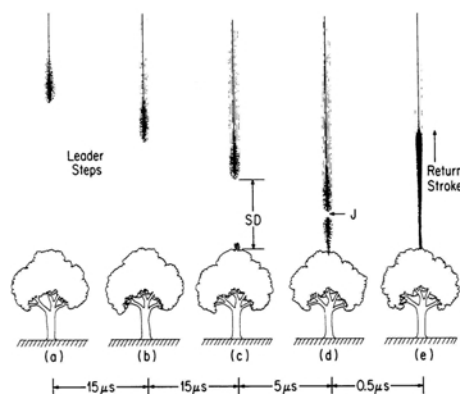 Leader
Steps
SD
J
Return
Stroke
(a) (b) (c) (d) (e)
15μs 15μs 5μs 0.5μs